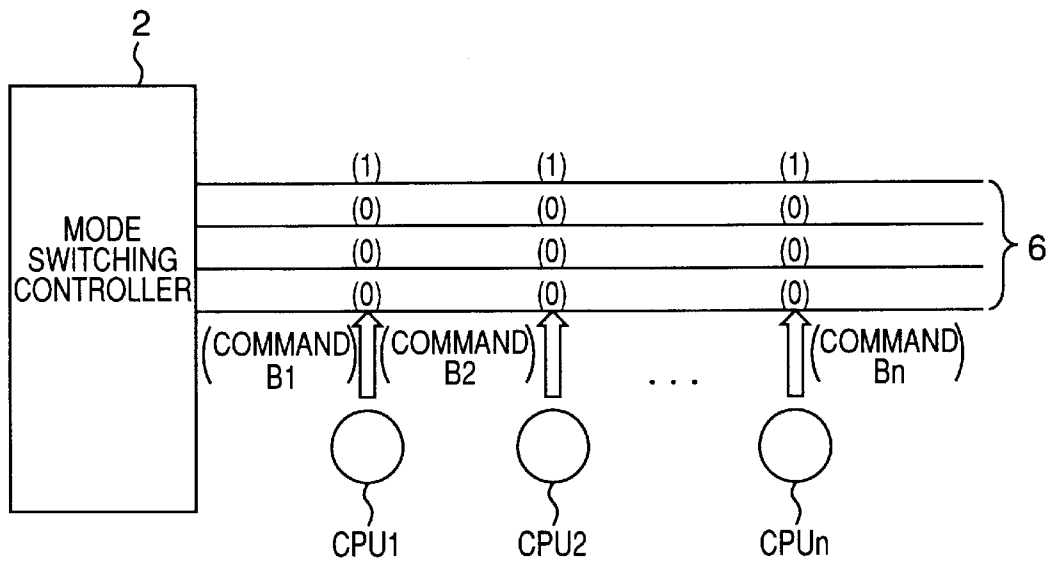 2
(1) (1) (1)
(0) (0) (0)
(0) (0) (0)
(0) (0) (0)
6
MODE
SWITCHING
CONTROLLER
(COMMAND B1)
(COMMAND B2)
. . .
(COMMAND Bn)
CPU1 CPU2 CPUn